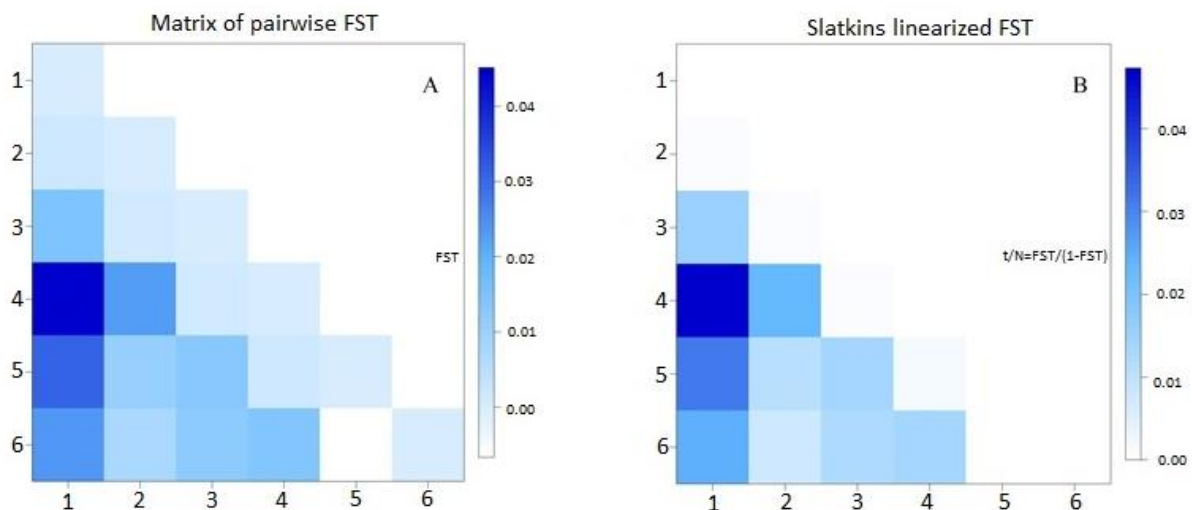 Matrix of pairwise FST
A
1
2
3
4
5
6
1 2 3 4 5 6
FST
0.04
0.03
0.02
0.01
0.00
Slatkins linearized FST
B
1
2
3
4
5
6
1 2 3 4 5 6
t/N=FST/(1-FST)
0.04
0.03
0.02
0.01
0.00